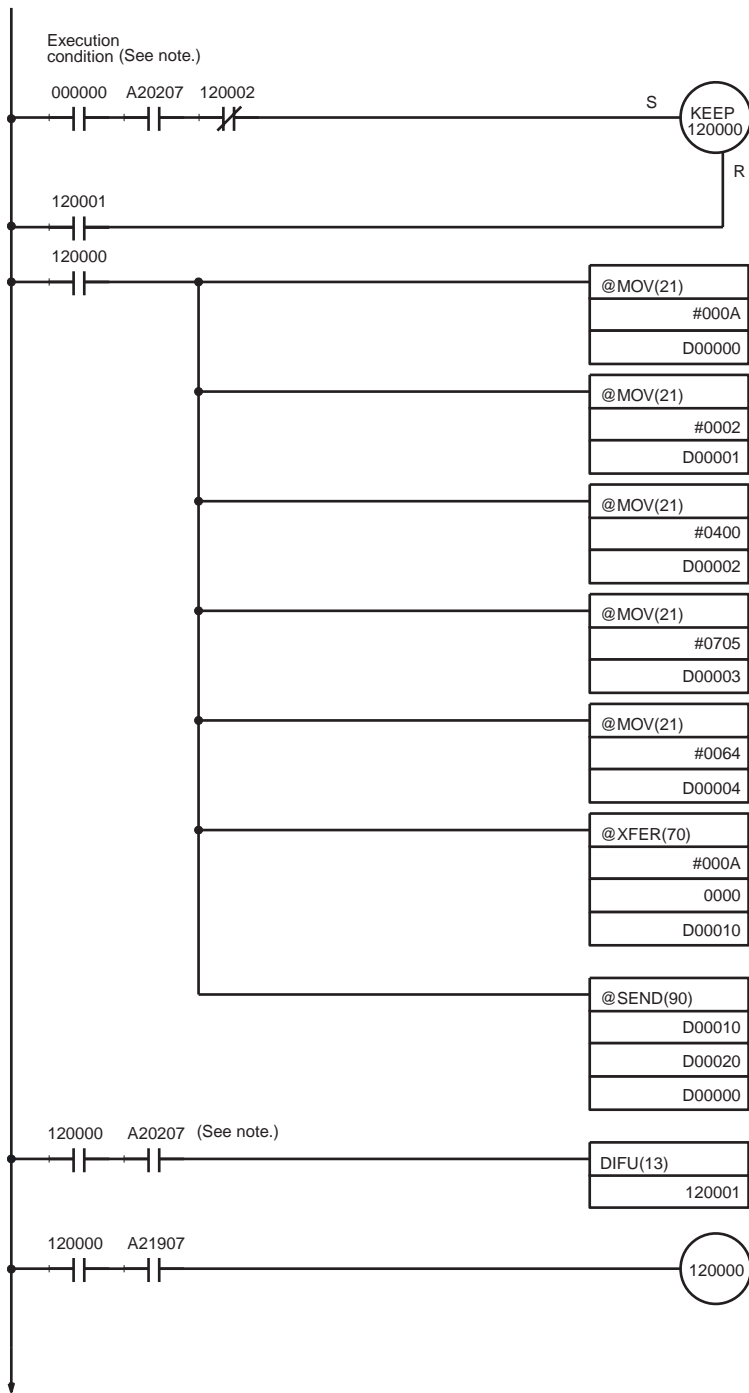 Execution
condition (See note.)
000000 A20207 120002
S
KEEP
120000
R
120001
120000
@MOV(21)
#000A
D00000
@MOV(21)
#0002
D00001
@MOV(21)
#0400
D00002
@MOV(21)
#0705
D00003
@MOV(21)
#0064
D00004
@XFER(70)
#000A
0000
D00010
@SEND(90)
D00010
D00020
D00000
120000 A20207 (See note.)
DIFU(13)
120001
120000 A21907
120000